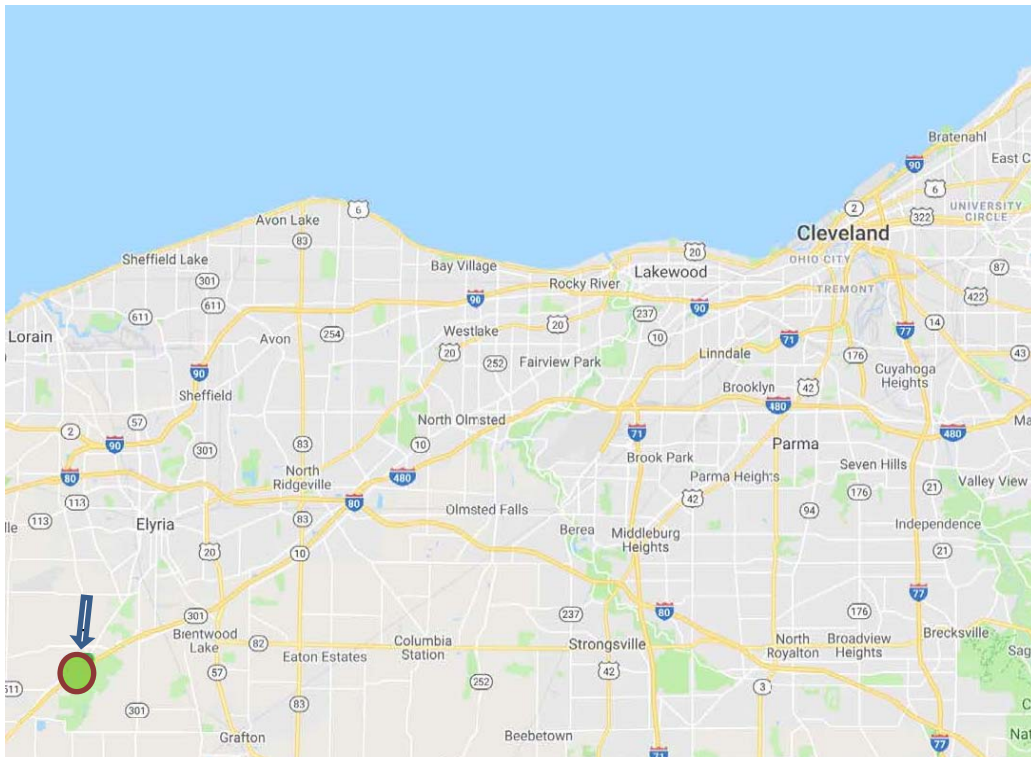 Bratenahl
90
East C
6
2
UNIVERSITY
CIRCLE
322
Avon Lake
6
Cleveland
83
20
OHIO CITY
Sheffield Lake
Bay Village
Lakewood
87
301
Rocky River
TREMONT
422
611
90
611
237
90
14
Lorain
254
Westlake
20
10
71
77
Avon
20
252
Fairview Park
Linndale
176
43
90
Cuyahoga
Heights
Sheffield
Brooklyn
42
480
57
North Olmsted
2
90
301
83
10
71
Parma
480
Ma
80
North
Ridgeville
480
Brook Park
Seven Hills
Parma Heights
21
Valley View
113
80
42
176
113
lle
Elyria
83
Olmsted Falls
94
Independence
Berea
Middleburg
Heights
20
10
21
77
301
237
80
176
Brentwood
Lake
82
Columbia
Station
Strongsville
North
Royalton
Broadview
Heights
Brecksville
Eaton Estates
Sag
57
42
511
252
3
301
83
C
Grafton
Beebetown
Nat
71
77